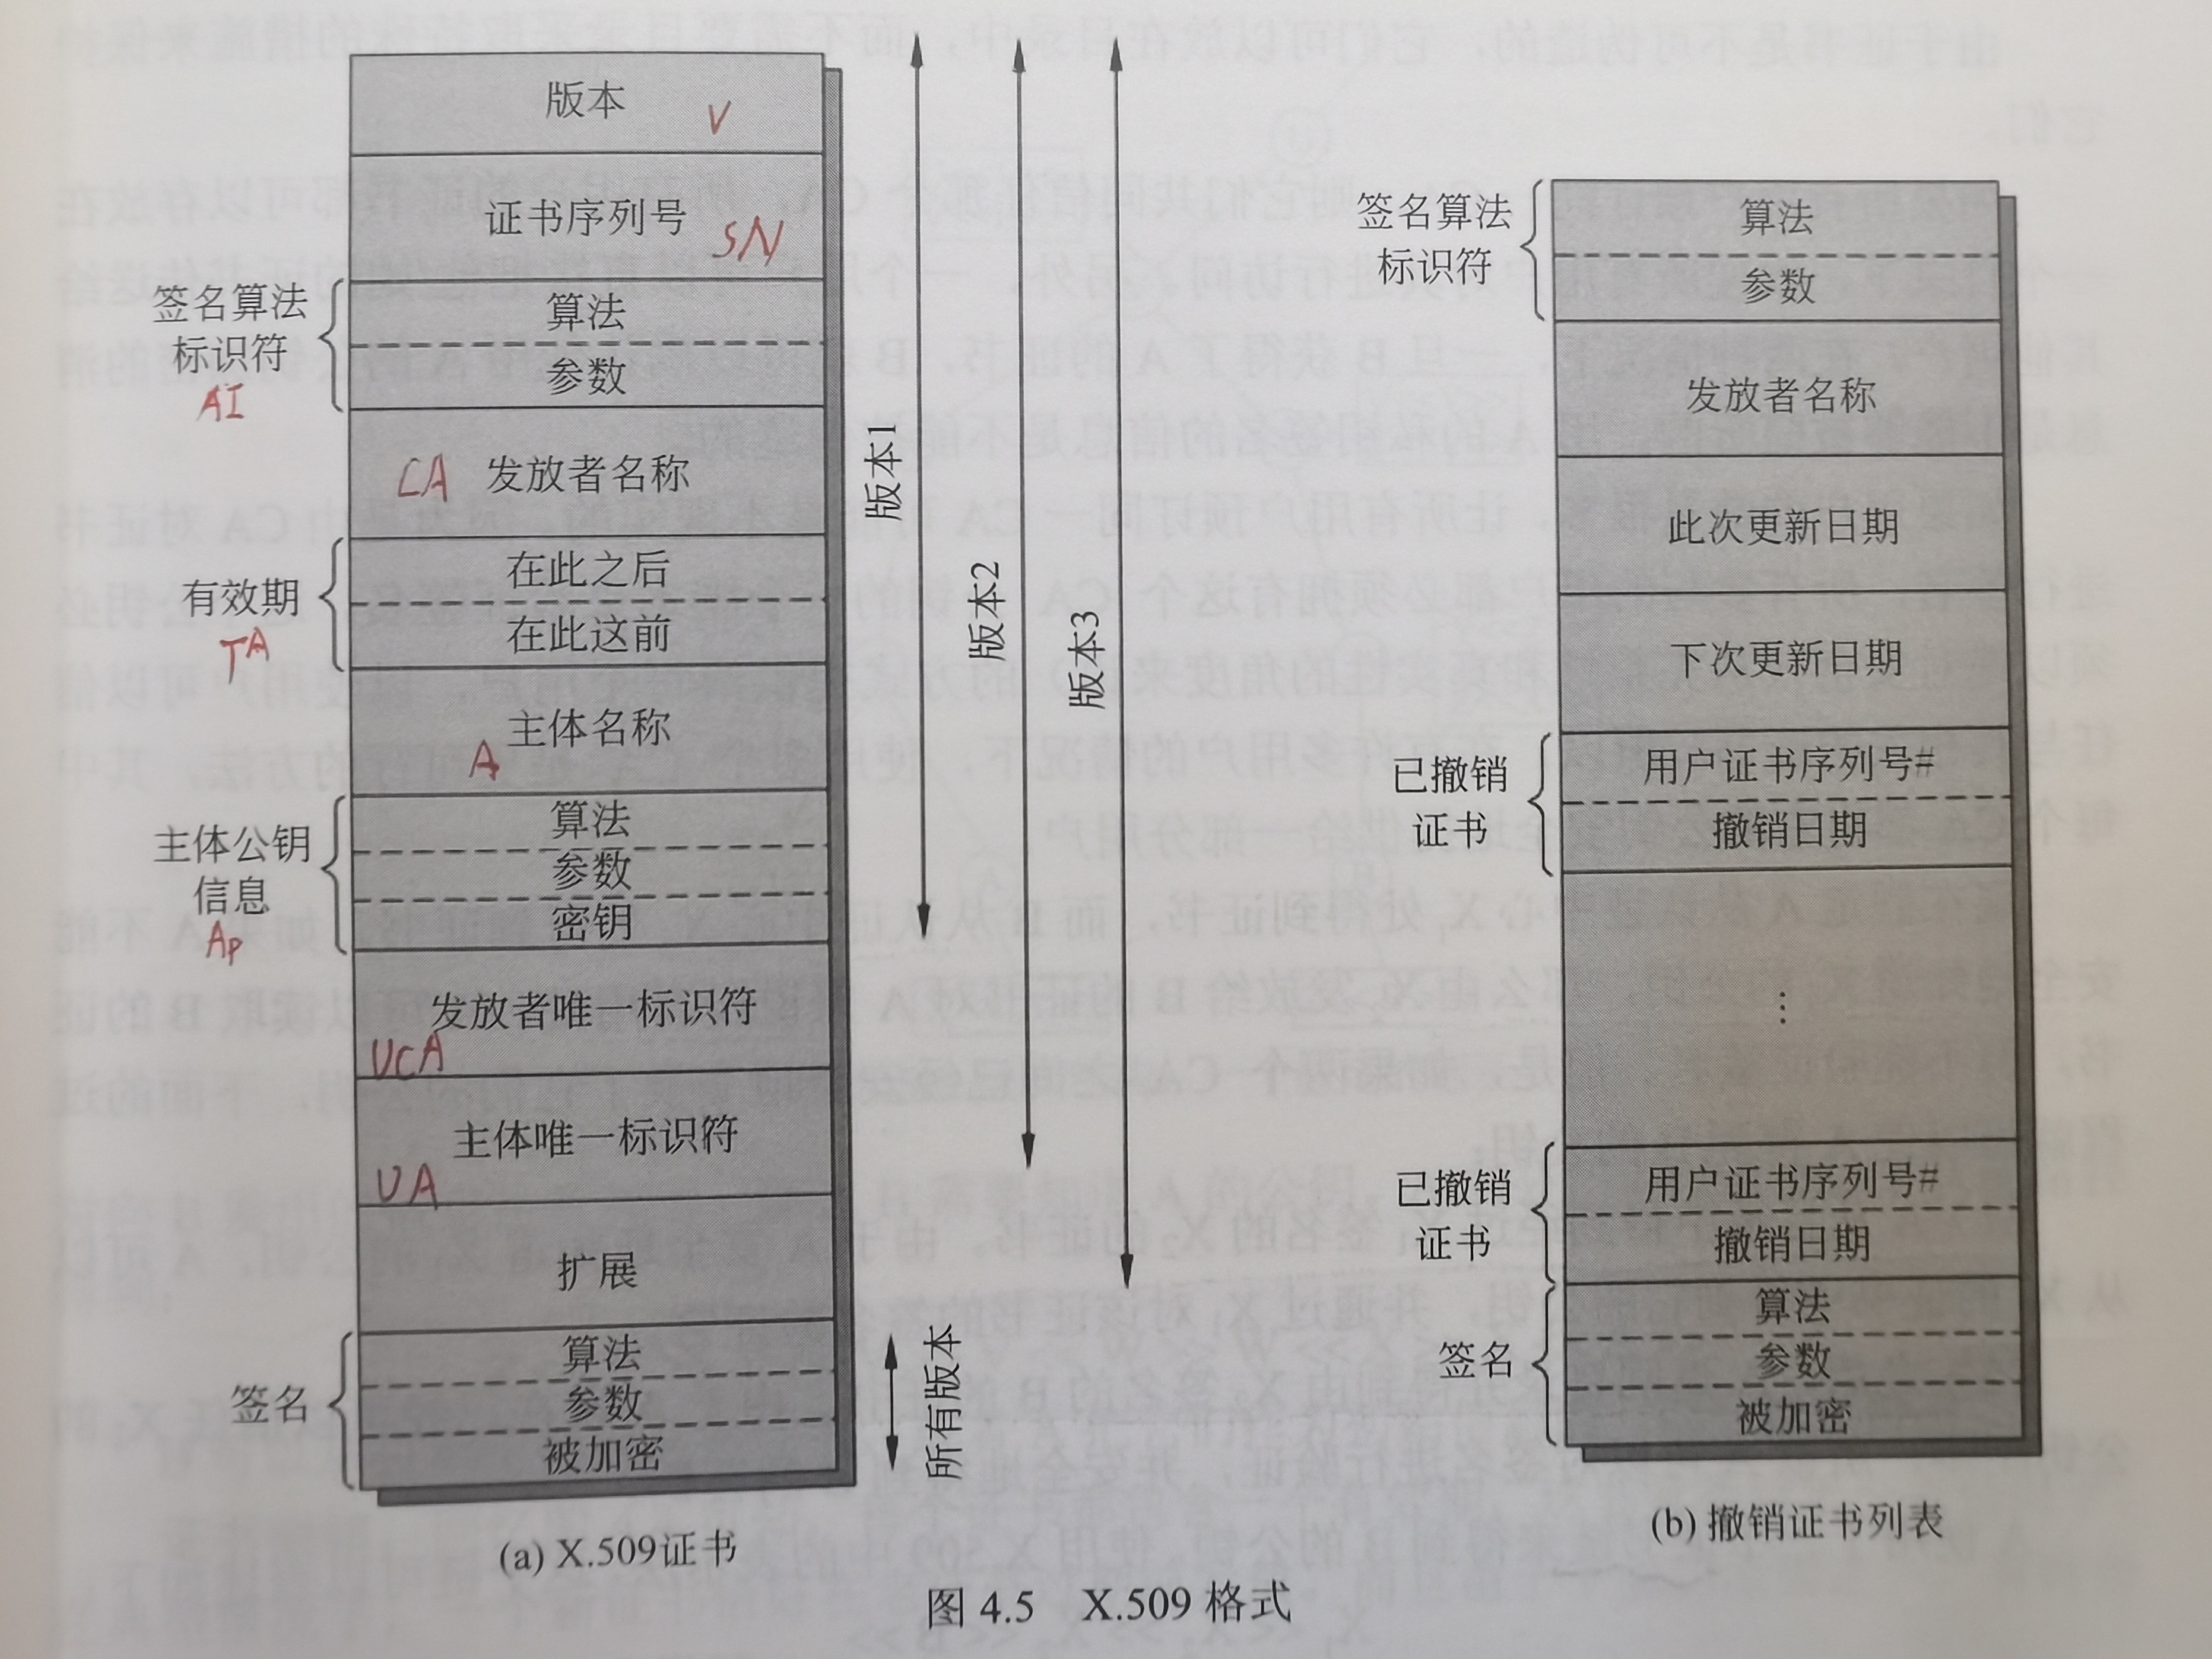 版本
V
证书序列号
SN
签名算法
标识符
AI
算法
参数
CA 发放者名称
有效期
TA
在此之后
在此这前
主体名称
A
主体公钥
信息
Ap
算法
参数
密钥
发放者唯一标识符
UCA
主体唯一标识符
UA
扩展
签名
算法
参数
被加密
版本1
版本2
版本3
所有版本
(a) X.509证书
签名算法
标识符
算法
参数
发放者名称
此次更新日期
下次更新日期
已撤销
证书
用户证书序列号#
撤销日期
⋮
已撤销
证书
用户证书序列号#
撤销日期
签名
算法
参数
被加密
(b) 撤销证书列表
图 4.5 X.509 格式